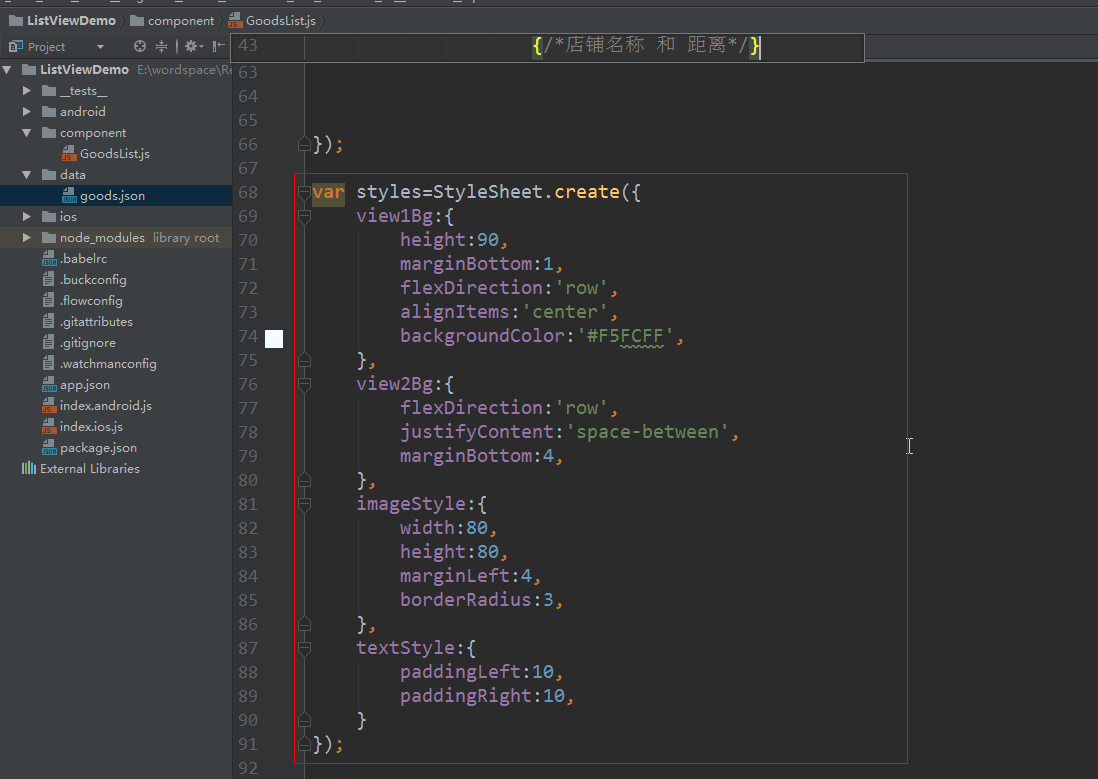 ListViewDemo component GoodsList.js
Project
ListViewDemo E:\wordspace\Re
__tests__
android
component
GoodsList.js
data
goods.json
ios
node_modules library root
.babelrc
.buckconfig
.flowconfig
.gitattributes
.gitignore
.watchmanconfig
app.json
index.android.js
index.ios.js
package.json
External Libraries
43 {/*店铺名称 和 距离*/}
63
64
65
66 });
67
68 var styles=StyleSheet.create({
69 view1Bg:{
70 height:90,
71 marginBottom:1,
72 flexDirection:'row',
73 alignItems:'center',
74 backgroundColor:'#F5FCFF',
75 },
76 view2Bg:{
77 flexDirection:'row',
78 justifyContent:'space-between',
79 marginBottom:4,
80 },
81 imageStyle:{
82 width:80,
83 height:80,
84 marginLeft:4,
85 borderRadius:3,
86 },
87 textStyle:{
88 paddingLeft:10,
89 paddingRight:10,
90 }
91 });
92